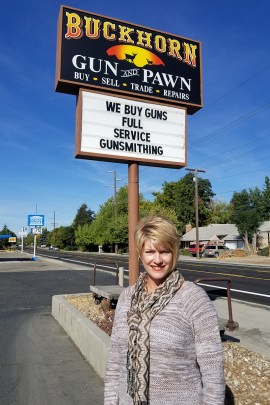 BUCKHORN
GUN AND PAWN
BUY - SELL - TRADE - REPAIRS
WE BUY GUNS
FULL
SERVICE
GUNSMITHING